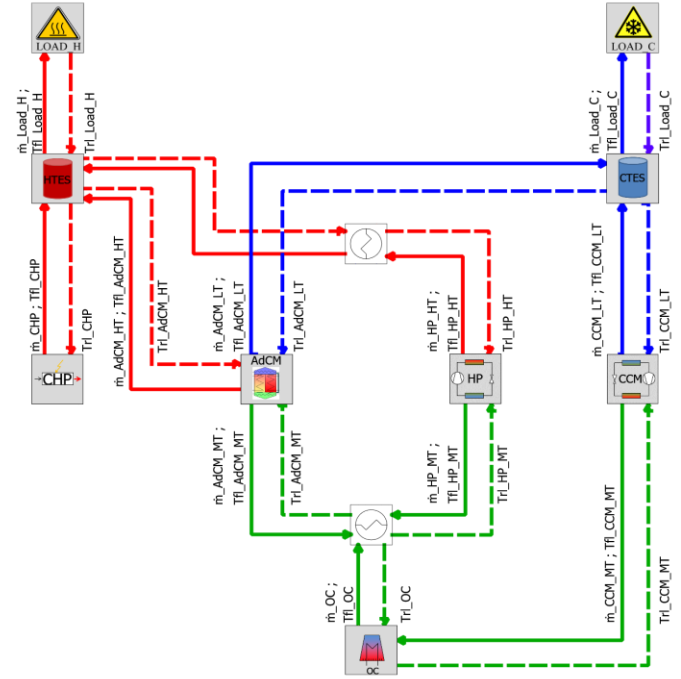 LOAD_H
LOAD_C
ṁ_Load_H ;
Tfl_Load_H
Trl_Load_H
ṁ_Load_C ;
Tfl_Load_C
Trl_Load_C
HTES
CTES
ṁ_CHP ; Tfl_CHP
Trl_CHP
ṁ_AdCM_HT ; Tfl_AdCM_HT
Trl_AdCM_HT
ṁ_AdCM_LT ;
Tfl_AdCM_LT
Trl_AdCM_LT
ṁ_HP_HT ;
Tfl_HP_HT
Trl_HP_HT
ṁ_CCM_LT ; Tfl_CCM_LT
Trl_CCM_LT
CHP
AdCM
HP
CCM
ṁ_AdCM_MT ;
Tfl_AdCM_MT
Trl_AdCM_MT
ṁ_HP_MT ;
Tfl_HP_MT
Trl_HP_MT
ṁ_CCM_MT ; Tfl_CCM_MT
Trl_CCM_MT
ṁ_OC ;
Tfl_OC
Trl_OC
OC